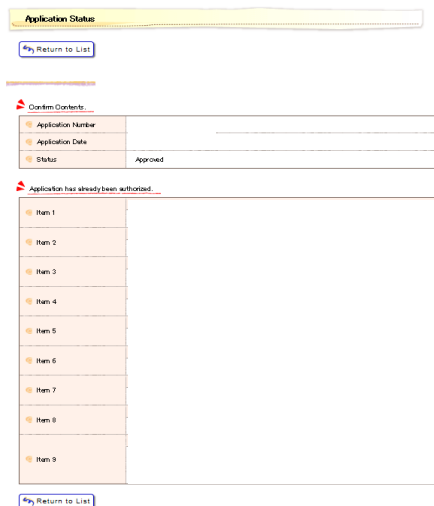 Application Status
Return to List
Confirm Contents.
Application Number
Application Date
Status Approved
Application has already been authorized.
Item 1
Item 2
Item 3
Item 4
Item 5
Item 6
Item 7
Item 8
Item 9
Return to List